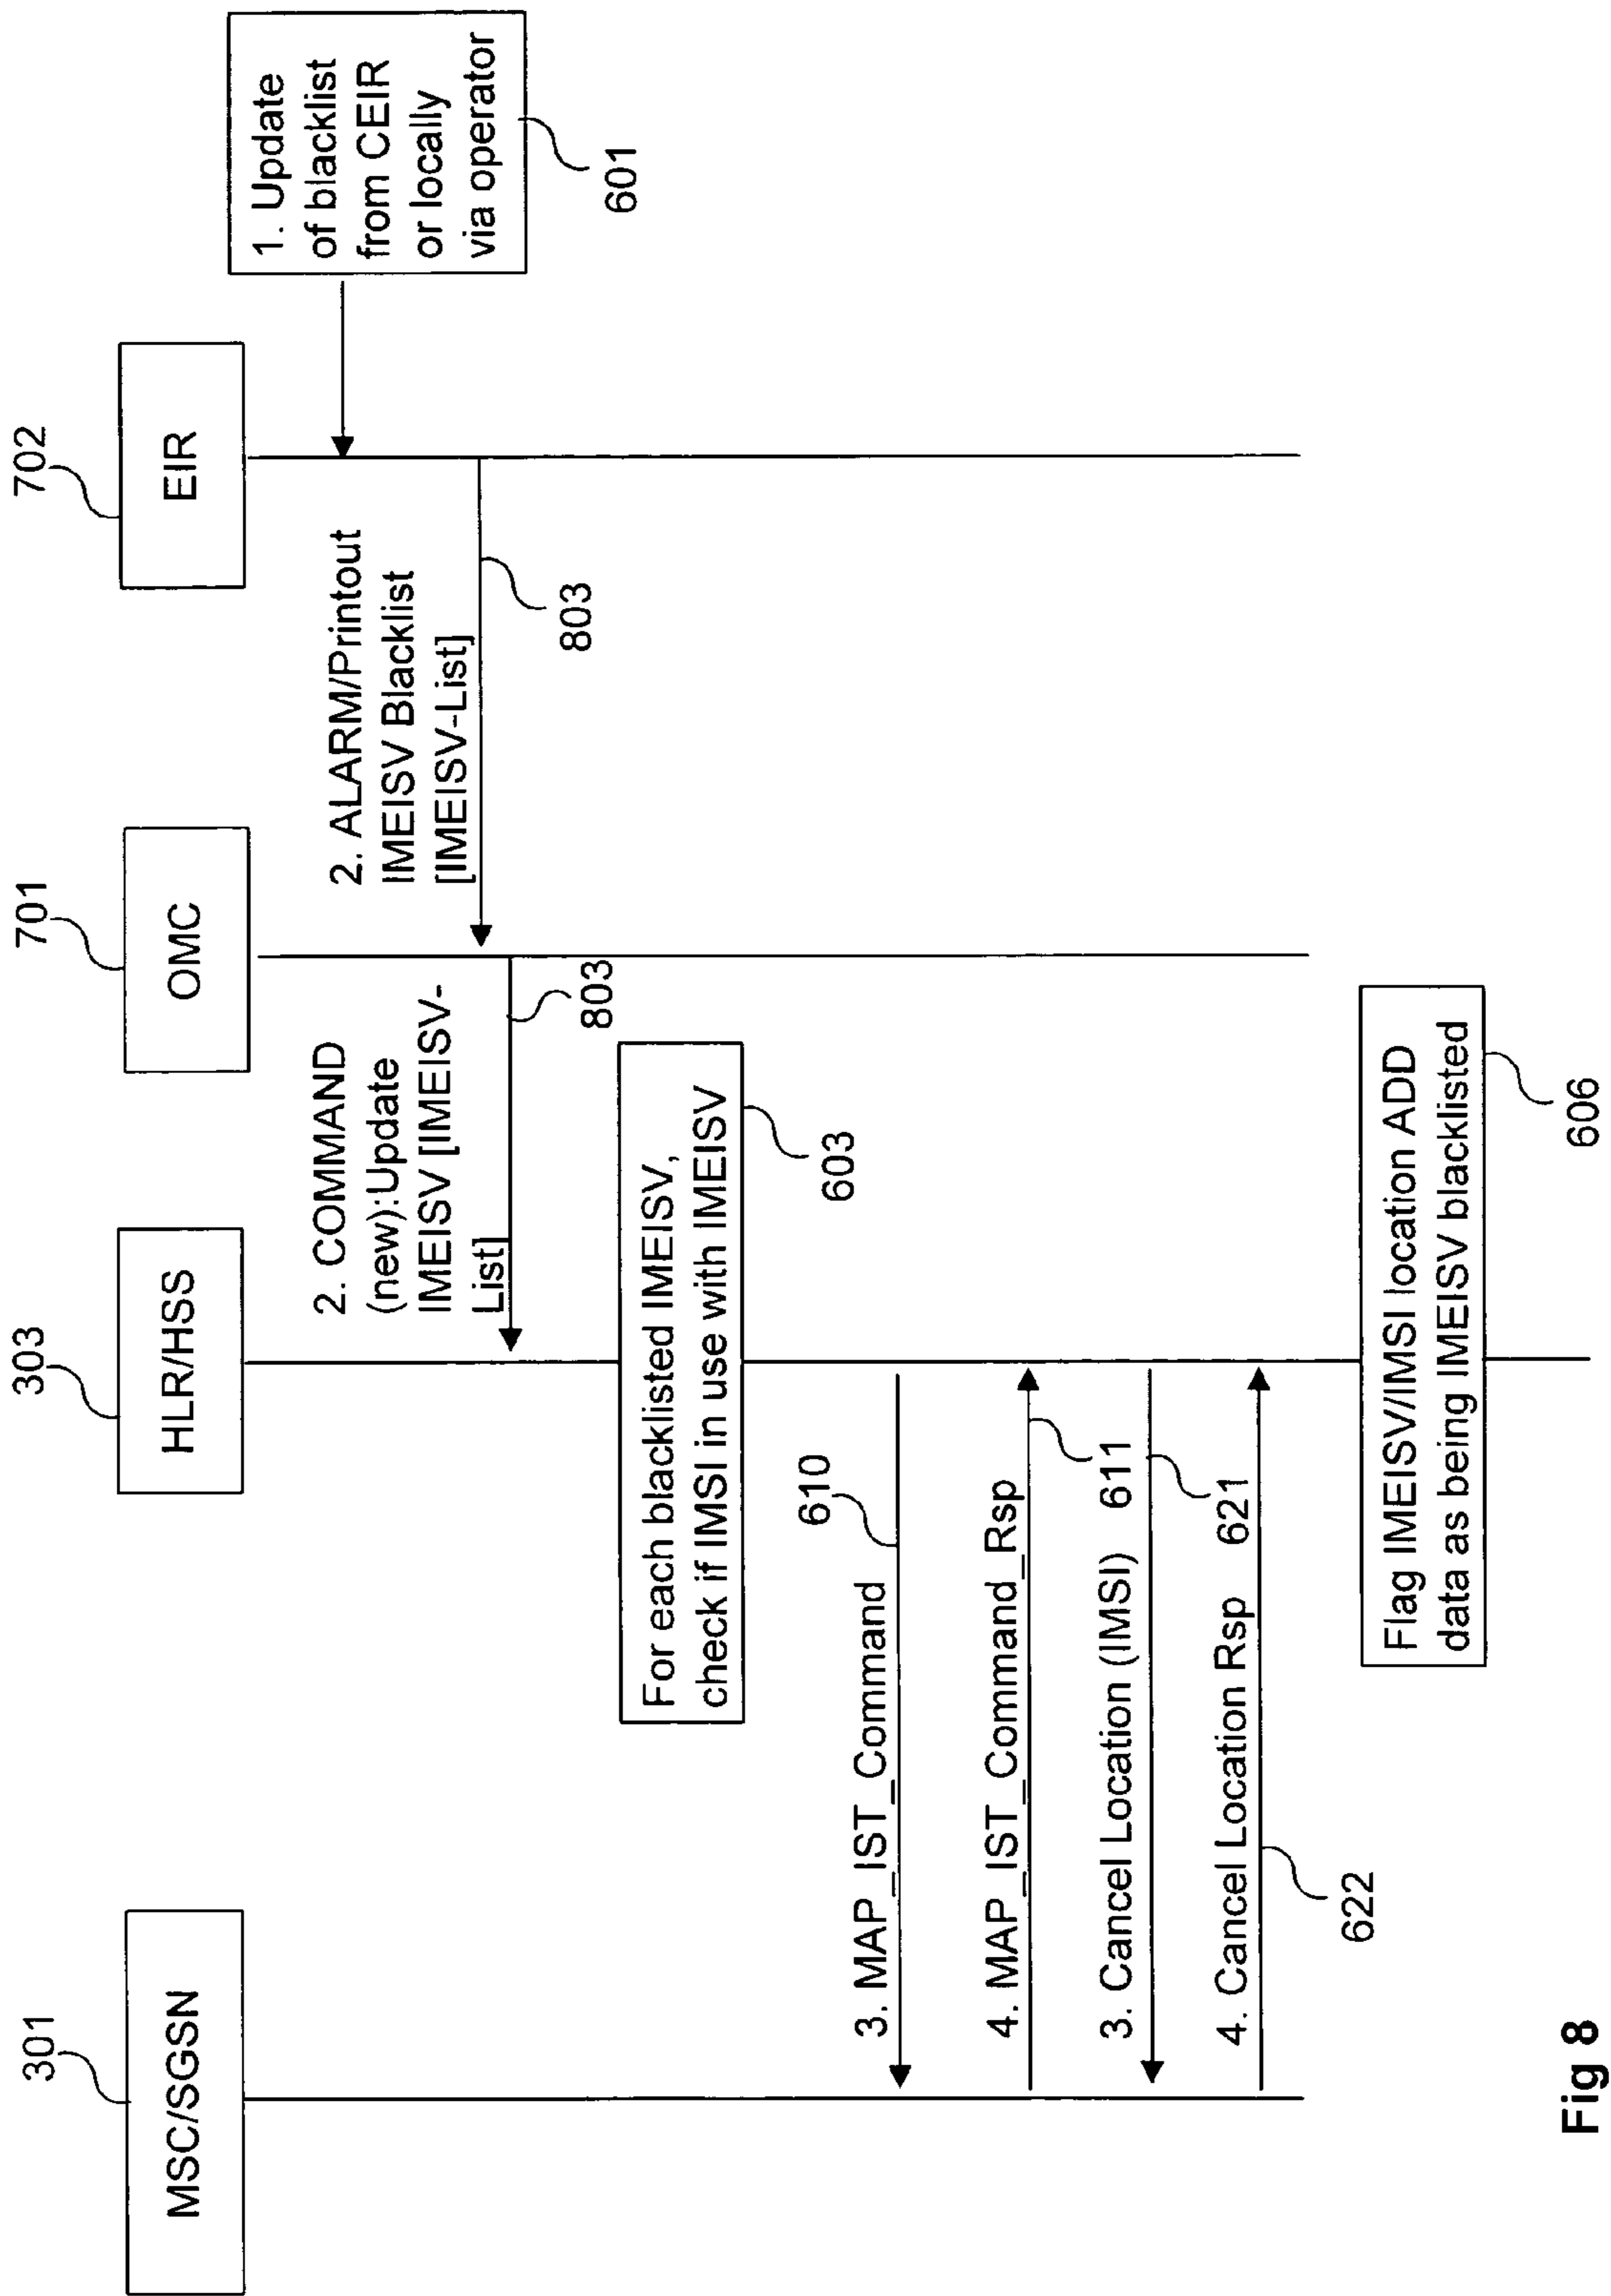 301
303
701
702
MSC/SGSN
HLR/HSS
OMC
EIR
1. Update
of blacklist
from CEIR
or locally
via operator
601
2. ALARM/Printout
IMEISV Blacklist
[IMEISV-List]
803
2. COMMAND
(new):Update
IMEISV [IMEISV-
List]
803
For each blacklisted IMEISV,
check if IMSI in use with IMEISV
603
3. MAP_IST_Command
610
4. MAP_IST_Command_Rsp
611
3. Cancel Location (IMSI)
621
4. Cancel Location Rsp
622
Flag IMEISV/IMSI location ADD
data as being IMEISV blacklisted
606
Fig 8